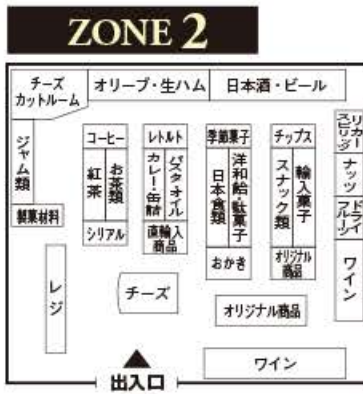 ZONE 2
チーズ
カットルーム
オリーブ・生ハム
日本酒・ビール
ジャム類
製菓材料
レジ
コーヒー
紅茶
お茶類
シリアル
レトルト
カレー・缶詰
パスタ・オイル
直輸入
商品
季節菓子
日本食類
洋和飴・駄菓子
おかき
チップス
スナック類
輸入菓子
オリジナル
商品
リカー
スピリッツ
ナッツ
ドライ
フルーツ
ワイン
チーズ
オリジナル商品
ワイン
出入口